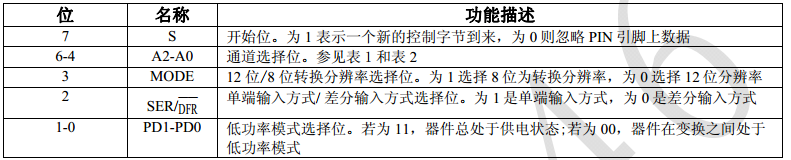 位 名称 功能描述
7 S 开始位。为 1 表示一个新的控制字节到来，为 0 则忽略 PIN 引脚上数据
6-4 A2-A0 通道选择位。参见表 1 和表 2
3 MODE 12 位/8 位转换分辨率选择位。为 1 选择 8 位为转换分辨率，为 0 选择 12 位分辨率
2 SER/DFR 单端输入方式/ 差分输入方式选择位。为 1 是单端输入方式，为 0 是差分输入方式
1-0 PD1-PD0 低功率模式选择位。若为 11，器件总处于供电状态;若为 00，器件在变换之间处于
低功率模式